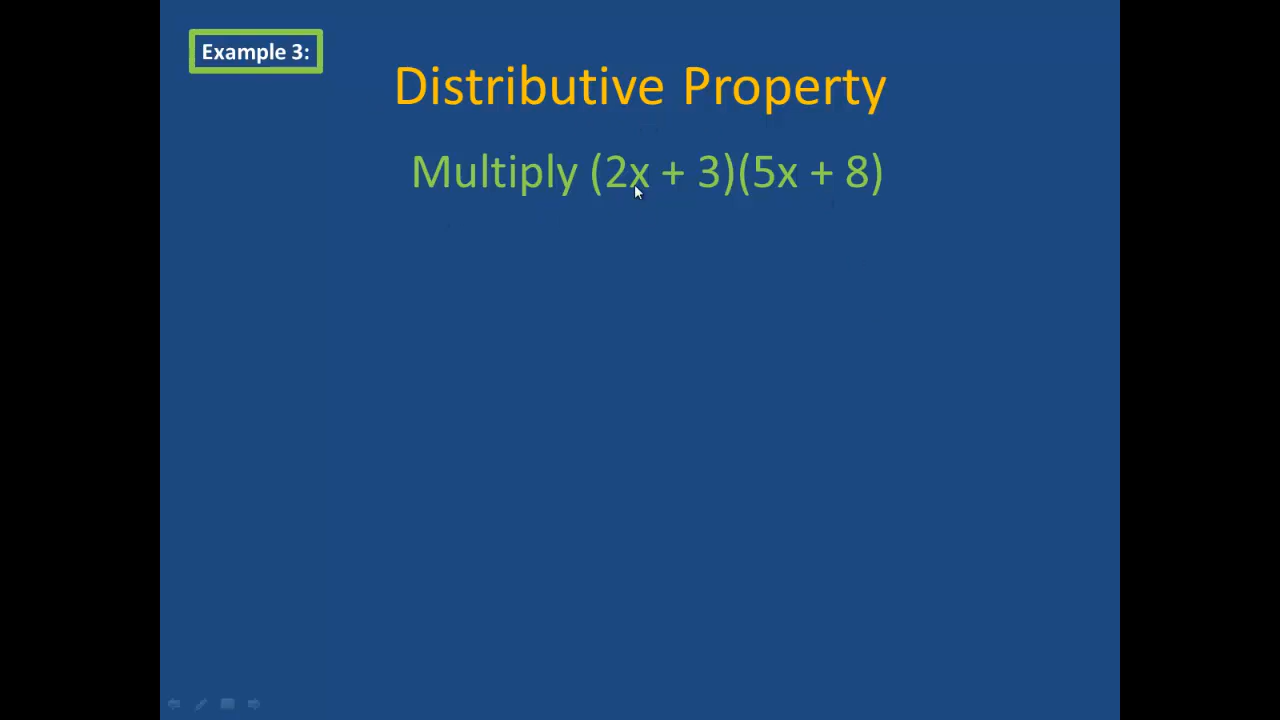 Example 3:
Distributive Property
Multiply (2x + 3)(5x + 8)